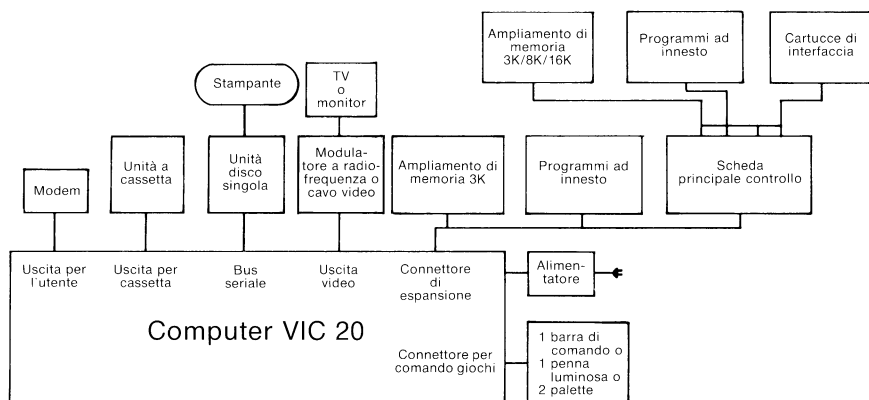 Ampliamento di
memoria
3K/8K/16K
Programmi ad
innesto
Cartucce di
interfaccia
Stampante
TV
o
monitor
Modem
Unità a
cassetta
Unità
disco
singola
Modula-
tore a radio-
frequenza o
cavo video
Ampliamento di
memoria 3K
Programmi ad
innesto
Scheda
principale controllo
Uscita per
l'utente
Uscita per
cassetta
Bus
seriale
Uscita
video
Connettore
di
espansione
Alimen-
tatore
Computer VIC 20
Connettore per
comando giochi
1 barra di
comando o
1 penna
luminosa o
2 palette